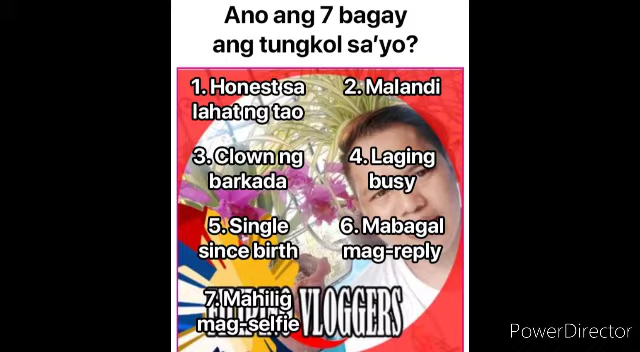 Ano ang 7 bagay
ang tungkol sa'yo?
1. Honest sa
lahat ng tao
2. Malandi
3. Clown ng
barkada
4. Laging
busy
5. Single
since birth
6. Mabagal
mag-reply
7. Mahilig
mag-selfie
VLOGGERS
PowerDirector